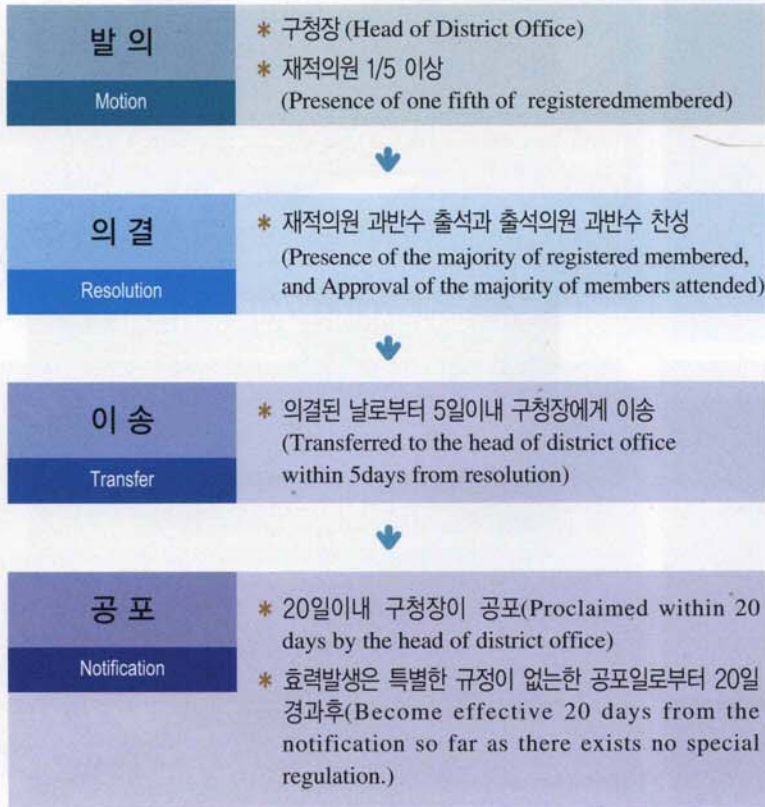 발 의
Motion
* 구청장 (Head of District Office)
* 재적의원 1/5 이상
(Presence of one fifth of registeredmembered)
의 결
Resolution
* 재적의원 과반수 출석과 출석의원 과반수 찬성
(Presence of the majority of registered membered,
and Approval of the majority of members attended)
이 송
Transfer
* 의결된 날로부터 5일이내 구청장에게 이송
(Transferred to the head of district office
within 5days from resolution)
공 포
Notification
* 20일이내 구청장이 공포(Proclaimed within 20
days by the head of district office)
* 효력발생은 특별한 규정이 없는한 공포일로부터 20일
경과후(Become effective 20 days from the
notification so far as there exists no special
regulation.)